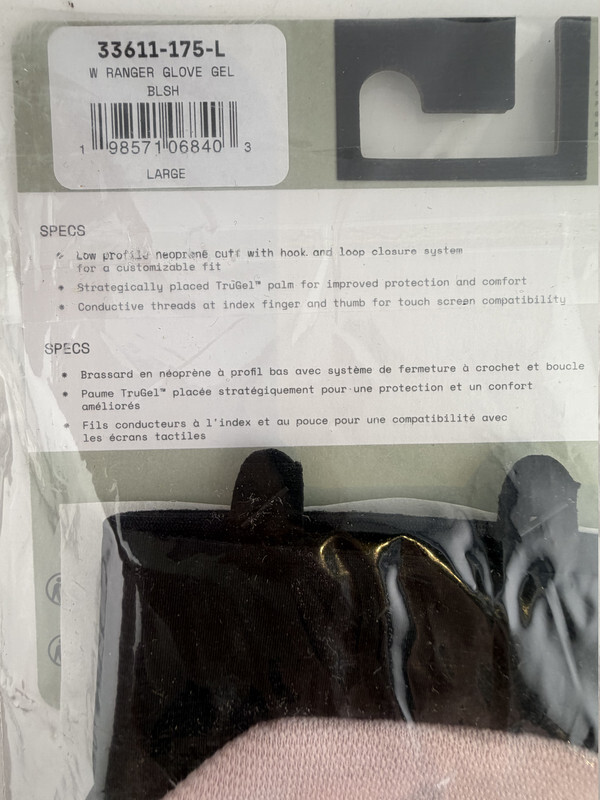 33611-175-L
W RANGER GLOVE GEL
BLSH
1 98571 06840 3
LARGE
SPECS
• Low profile neoprene cuff with hook and loop closure system
for a customizable fit
• Strategically placed TruGel™ palm for improved protection and comfort
• Conductive threads at index finger and thumb for touch screen compatibility
SPECS
• Brassard en néoprène à profil bas avec système de fermeture à crochet et boucle
• Paume TruGel™ placée stratégiquement pour une protection et un confort
améliorés
• Fils conducteurs à l'index et au pouce pour une compatibilité avec
les écrans tactiles